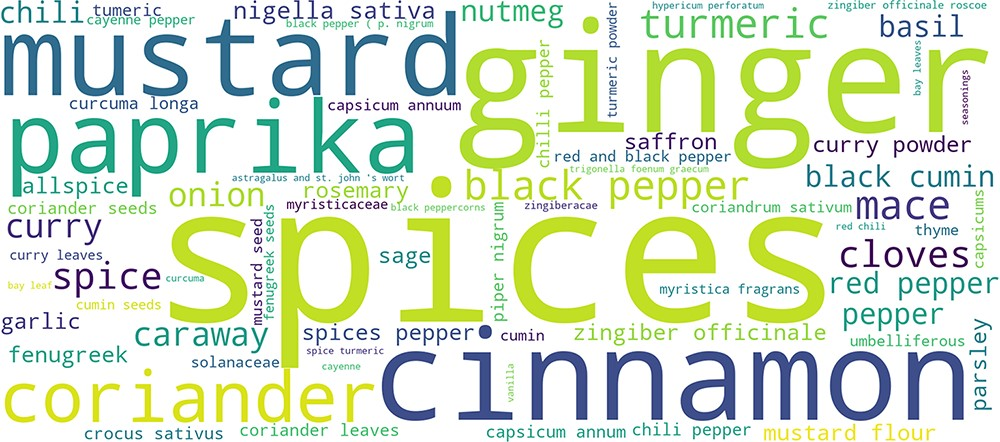 chili
tumeric
cayenne pepper
nigella sativa
black pepper ( p. nigrum
nutmeg
hypericum perforatum
zingiber officinale roscoe
turmeric
basil
mustard
ginger
turmeric powder
bay leaves
seasonings
curcuma longa
capsicum annuum
chilli pepper
paprika
saffron
curry powder
red and black pepper
trigonella foenum graecum
allspice
astragalus and st. john 's wort
onion
rosemary
black pepper
black cumin
coriander seeds
myristicaceae
black peppercorns
zingiberacae
coriandrum sativum
mace
capsicums
curry
red chili
thyme
mustard seed
fenugreek seeds
spices
piper nigrum
curry leaves
sage
cloves
spice
curcuma
bay leaf
myristica fragrans
red pepper
cumin seeds
garlic
caraway
spices pepper
cumin
zingiber officinale
pepper
umbelliferous
parsley
fenugreek
solanaceae
spice turmeric
cayenne
vanilla
cinnamon
coriander
crocus sativus
coriander leaves
capsicum annum
chili pepper
mustard flour